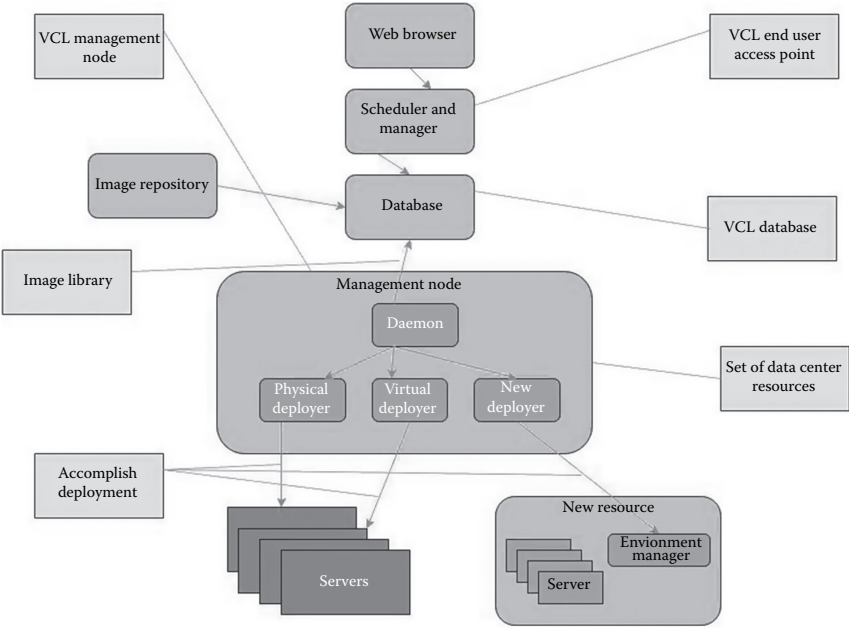 VCL management
node
Web browser
VCL end user
access point
Scheduler and
manager
Image repository
Database
VCL database
Image library
Management node
Daemon
Set of data center
resources
Physical
deployer
Virtual
deployer
New
deployer
Accomplish
deployment
New resource
Envionment
manager
Servers
Server